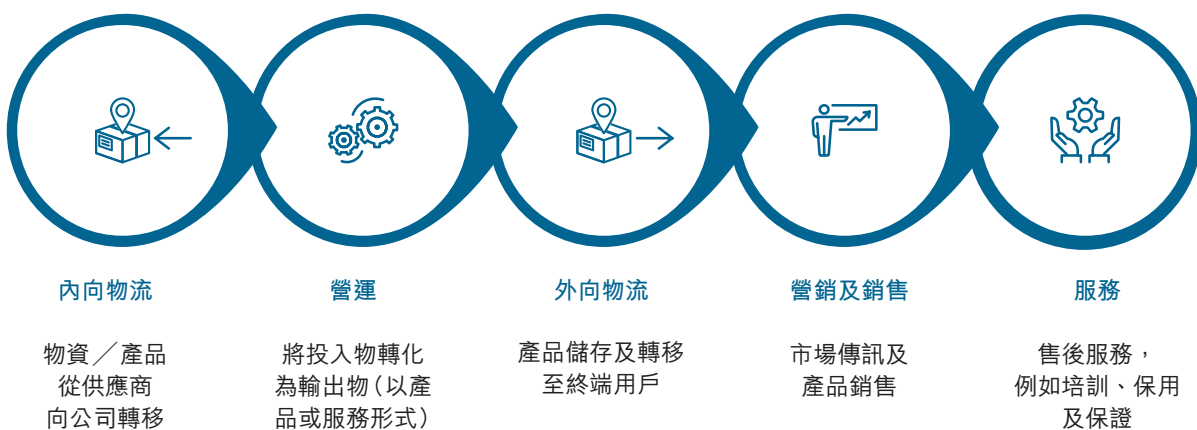 內向物流
物資／產品
從供應商
向公司轉移
營運
將投入物轉化
為輸出物（以產
品或服務形式）
外向物流
產品儲存及轉移
至終端用戶
營銷及銷售
市場傳訊及
產品銷售
服務
售後服務，
例如培訓、保用
及保證